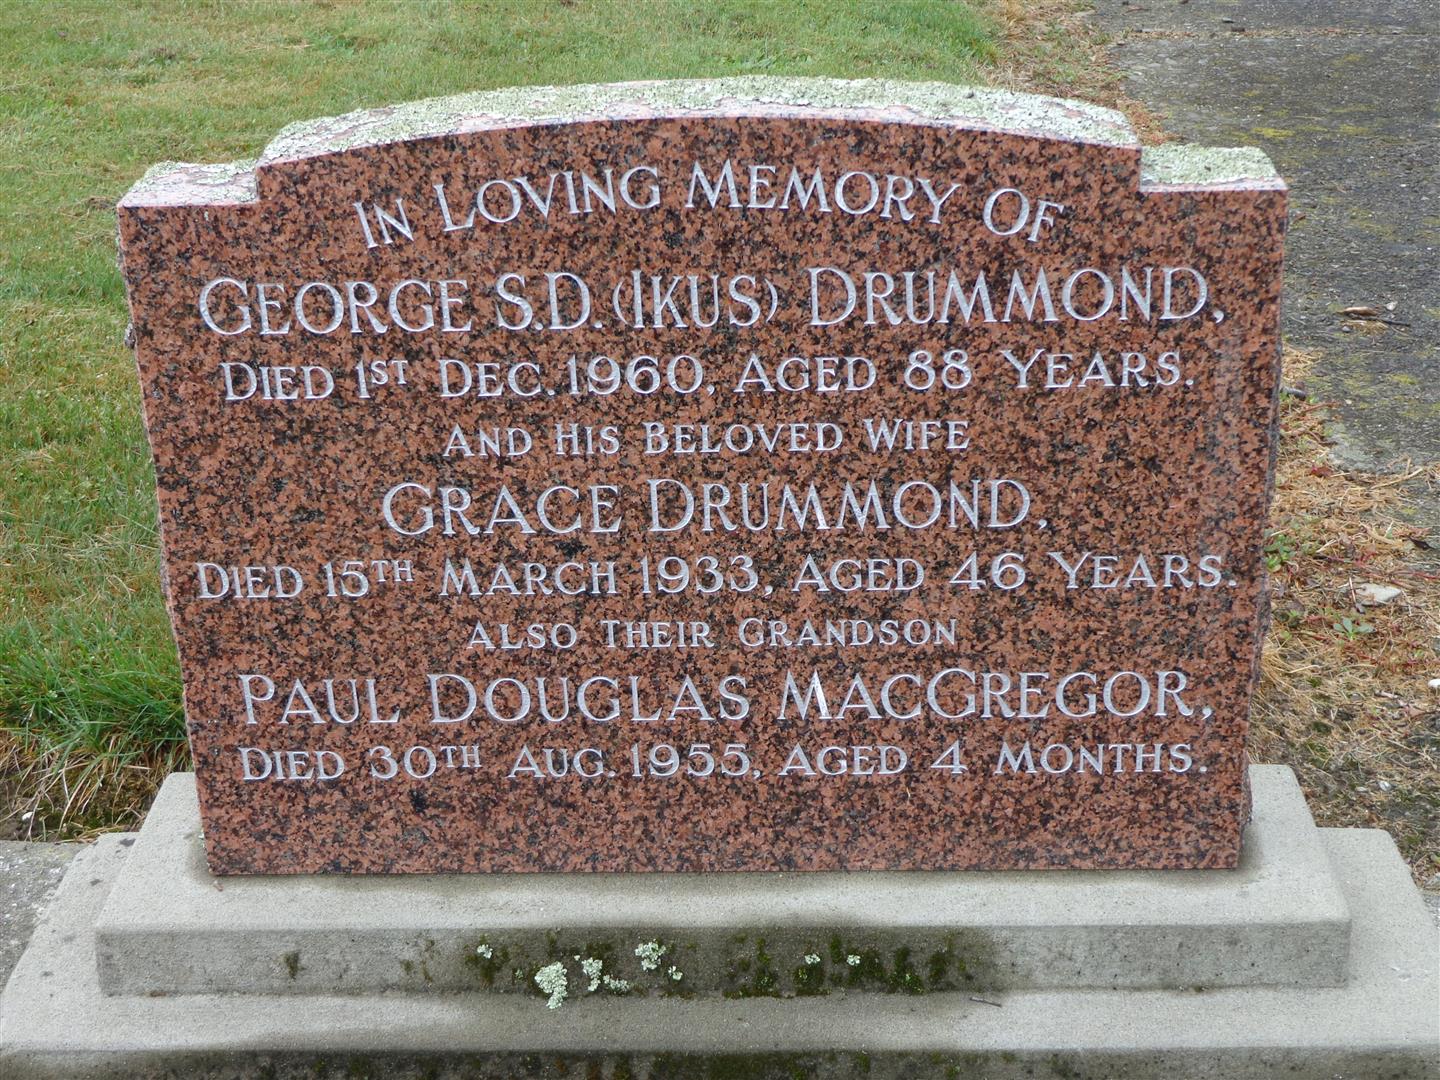 In Loving Memory of
George S.D. (Ikus) Drummond,
Died 1st Dec. 1960, Aged 88 Years.
and His Beloved Wife
Grace Drummond,
Died 15th March 1933, Aged 46 Years.
also Their Grandson
Paul Douglas MacGregor,
Died 30th Aug. 1955, Aged 4 Months.